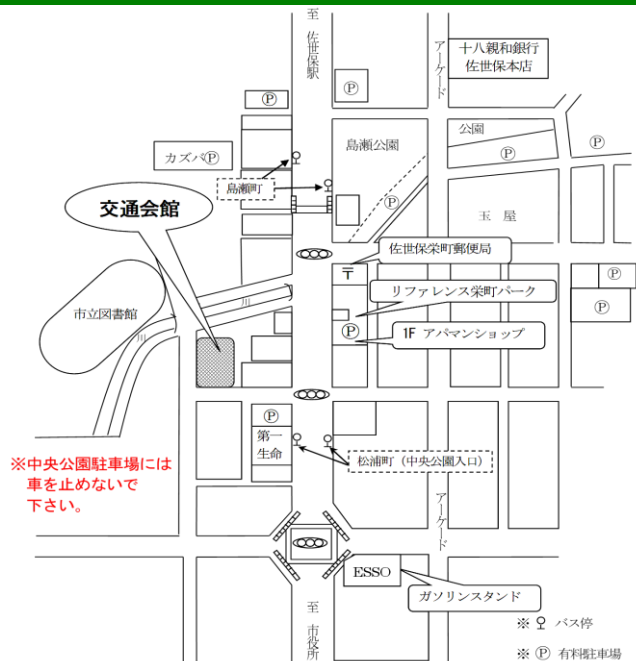 至 佐世保駅
アーケード
十八親和銀行
佐世保本店
Ⓟ
Ⓟ
公園
Ⓟ
島瀬公園
Ⓟ
カズバⓅ
島瀬町
Ⓟ
交通会館
玉屋
佐世保栄町郵便局
〒
Ⓟ
リファレンス栄町パーク
Ⓟ
市立図書館
川
川
Ⓟ
1F アパマンショップ
Ⓟ
第一
生命
松浦町（中央公園入口）
※中央公園駐車場には
車を止めないで
下さい。
アーケード
ESSO
ガソリンスタンド
至 市役所
※ バス停
※ Ⓟ 有料駐車場